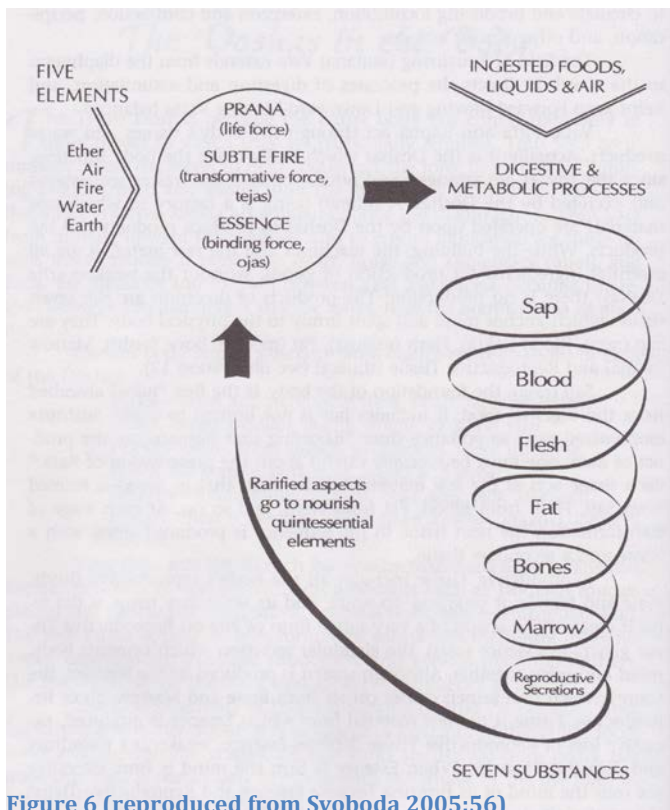 FIVE
ELEMENTS
Ether
Air
Fire
Water
Earth
PRANA
(life force)
SUBTLE FIRE
(transformative force,
tejas)
ESSENCE
(binding force,
ojas)
INGESTED FOODS,
LIQUIDS & AIR
DIGESTIVE &
METABOLIC PROCESSES
Sap
Blood
Flesh
Fat
Bones
Marrow
Reproductive
Secretions
Rarified aspects
go to nourish
quintessential
elements
SEVEN SUBSTANCES
Figure 6 (reproduced from Svoboda 2005:56)